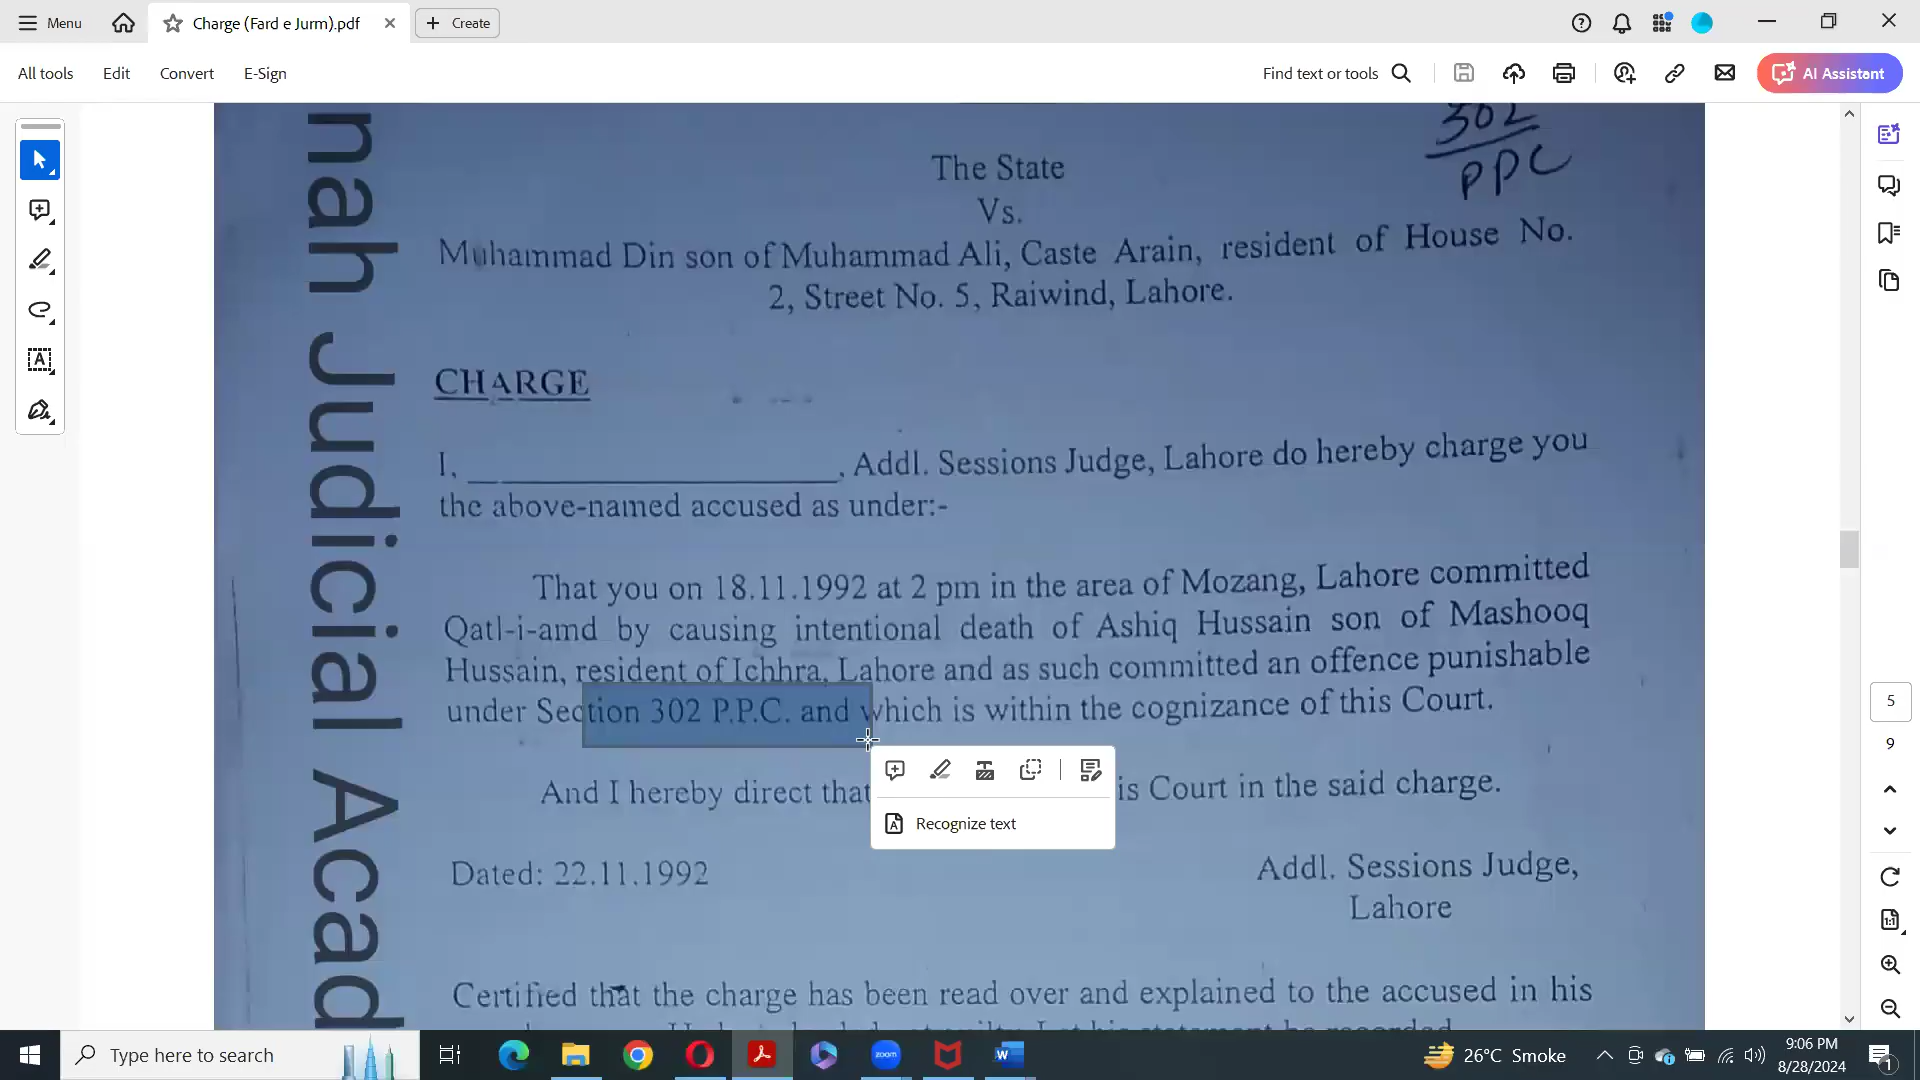 Menu
Charge (Fard e Jurm).pdf
Create
All tools
Edit
Convert
E-Sign
Find text or tools
AI Assistant
302
PPC
The State
Vs.
Muhammad Din son of Muhammad Ali, Caste Arain, resident of House No.
2, Street No. 5, Raiwind, Lahore.
CHARGE
I, ____________________, Addl. Sessions Judge, Lahore do hereby charge you
the above-named accused as under:-
That you on 18.11.1992 at 2 pm in the area of Mozang, Lahore committed
Qatl-i-amd by causing intentional death of Ashiq Hussain son of Mashooq
Hussain, resident of Ichhra, Lahore and as such committed an offence punishable
under Section 302 P.P.C. and which is within the cognizance of this Court.
And I hereby direct that is Court in the said charge.
Recognize text
Dated: 22.11.1992
Addl. Sessions Judge,
Lahore
Certified that the charge has been read over and explained to the accused in his
nah Judicial Acad
5
9
Type here to search
zoom
26°C Smoke
9:06 PM
8/28/2024
1